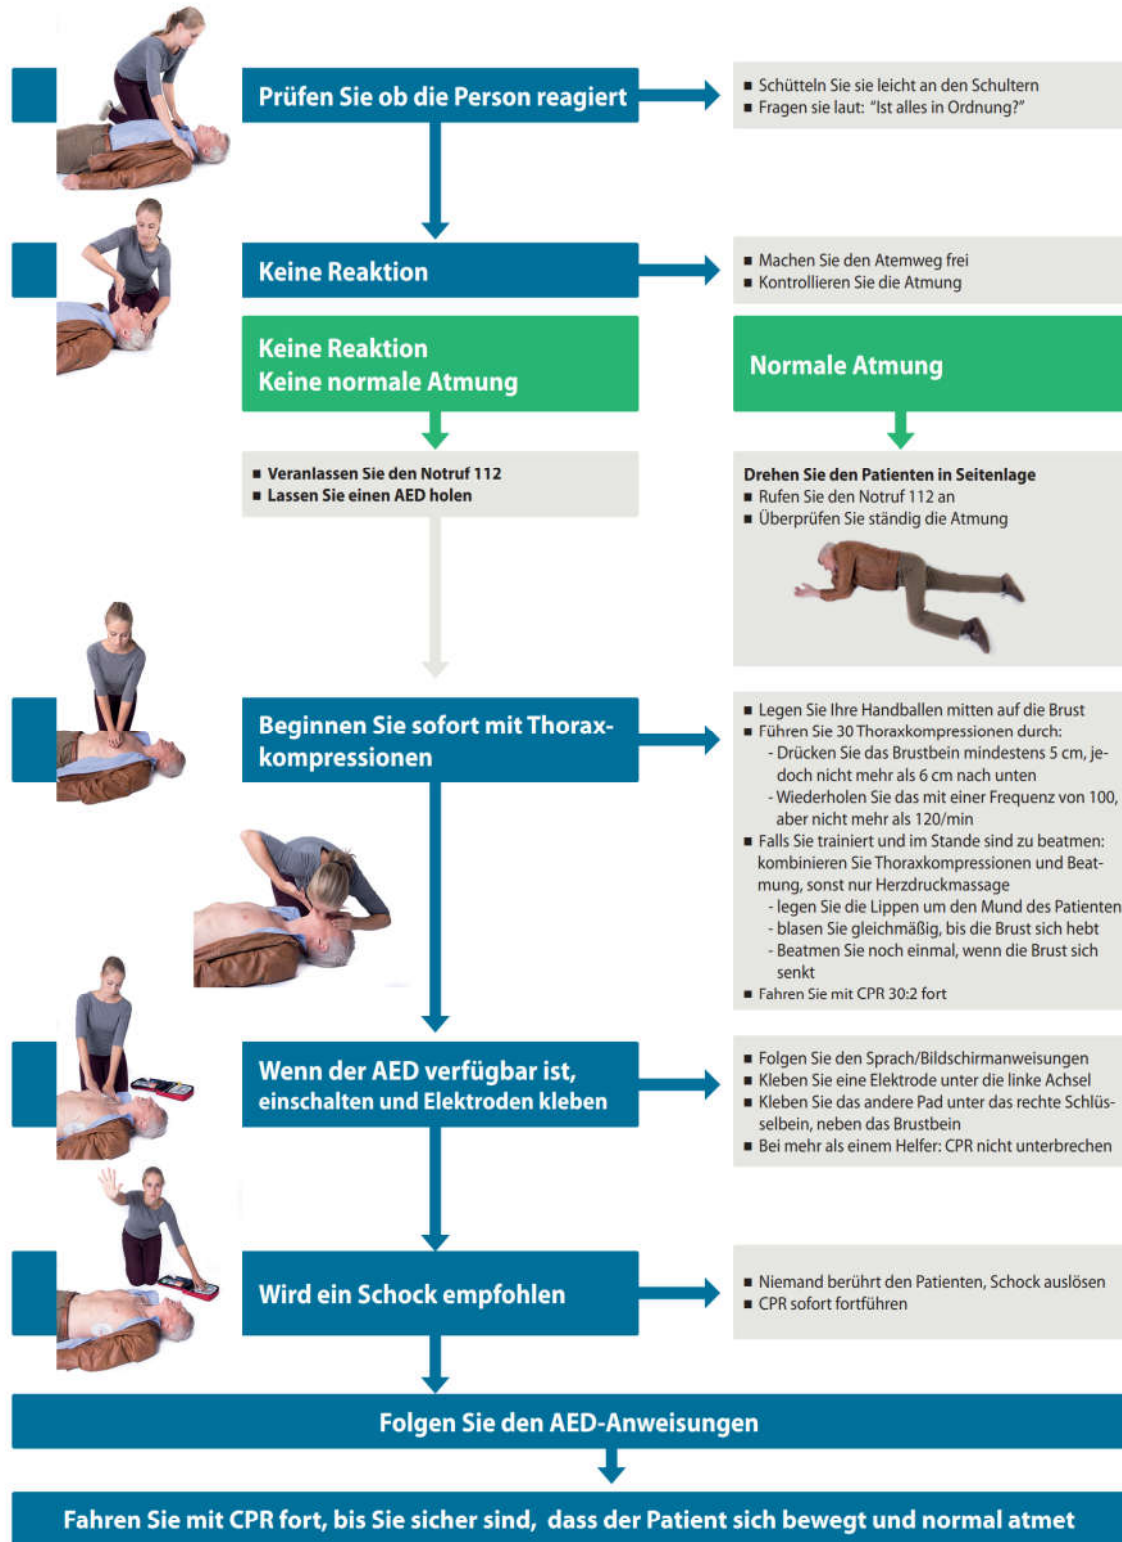 Prüfen Sie ob die Person reagiert
■ Schütteln Sie sie leicht an den Schultern
■ Fragen sie laut: “Ist alles in Ordnung?”
Keine Reaktion
■ Machen Sie den Atemweg frei
■ Kontrollieren Sie die Atmung
Keine Reaktion
Keine normale Atmung
Normale Atmung
■ Veranlassen Sie den Notruf 112
■ Lassen Sie einen AED holen
Drehen Sie den Patienten in Seitenlage
■ Rufen Sie den Notruf 112 an
■ Überprüfen Sie ständig die Atmung
Beginnen Sie sofort mit Thorax-
kompressionen
■ Legen Sie Ihre Handballen mitten auf die Brust
■ Führen Sie 30 Thoraxkompressionen durch:
- Drücken Sie das Brustbein mindestens 5 cm, je-
doch nicht mehr als 6 cm nach unten
- Wiederholen Sie das mit einer Frequenz von 100,
aber nicht mehr als 120/min
■ Falls Sie trainiert und im Stande sind zu beatmen:
kombinieren Sie Thoraxkompressionen und Beat-
mung, sonst nur Herzdruckmassage
- legen Sie die Lippen um den Mund des Patienten
- blasen Sie gleichmäßig, bis die Brust sich hebt
- Beatmen Sie noch einmal, wenn die Brust sich
senkt
■ Fahren Sie mit CPR 30:2 fort
Wenn der AED verfügbar ist,
einschalten und Elektroden kleben
■ Folgen Sie den Sprach/Bildschirmanweisungen
■ Kleben Sie eine Elektrode unter die linke Achsel
■ Kleben Sie das andere Pad unter das rechte Schlüs-
selbein, neben das Brustbein
■ Bei mehr als einem Helfer: CPR nicht unterbrechen
Wird ein Schock empfohlen
■ Niemand berührt den Patienten, Schock auslösen
■ CPR sofort fortführen
Folgen Sie den AED-Anweisungen
Fahren Sie mit CPR fort, bis Sie sicher sind, dass der Patient sich bewegt und normal atmet